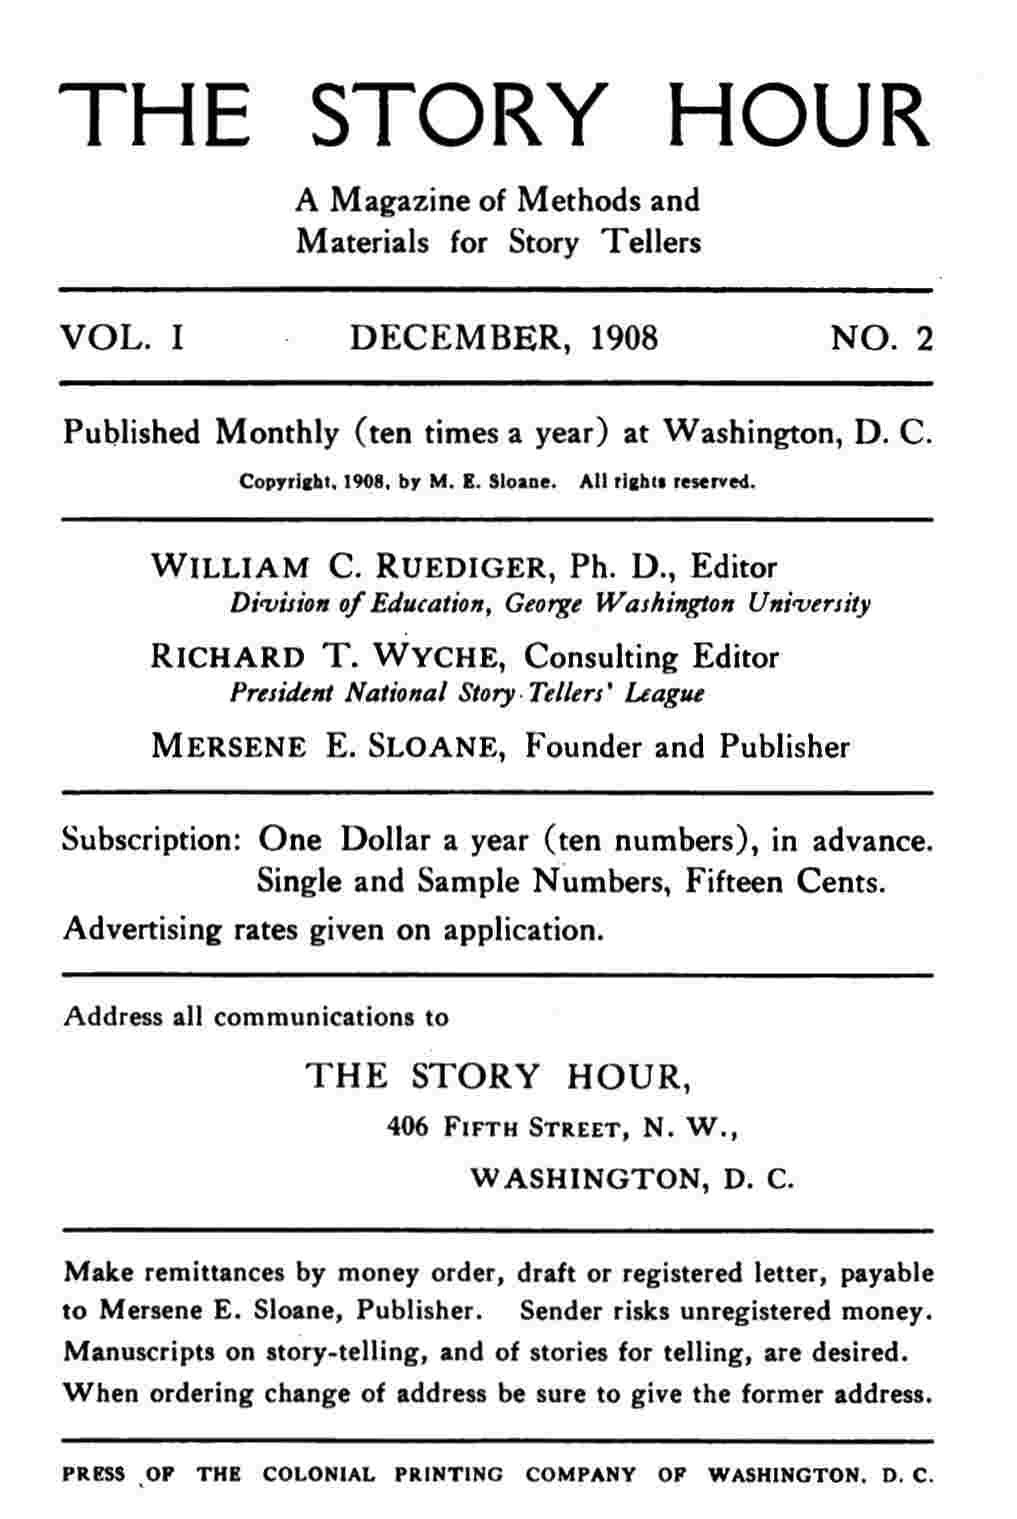 THE STORY HOUR
A Magazine of Methods and
Materials for Story Tellers
VOL. I DECEMBER, 1908 NO. 2
Published Monthly (ten times a year) at Washington, D. C.
Copyright, 1908, by M. E. Sloane. All rights reserved.
WILLIAM C. RUEDIGER, Ph. D., Editor
Division of Education, George Washington University
RICHARD T. WYCHE, Consulting Editor
President National Story Tellers' League
MERSENE E. SLOANE, Founder and Publisher
Subscription: One Dollar a year (ten numbers), in advance.
Single and Sample Numbers, Fifteen Cents.
Advertising rates given on application.
Address all communications to
THE STORY HOUR,
406 FIFTH STREET, N. W.,
WASHINGTON, D. C.
Make remittances by money order, draft or registered letter, payable
to Mersene E. Sloane, Publisher. Sender risks unregistered money.
Manuscripts on story-telling, and of stories for telling, are desired.
When ordering change of address be sure to give the former address.
PRESS OF THE COLONIAL PRINTING COMPANY OF WASHINGTON. D. C.